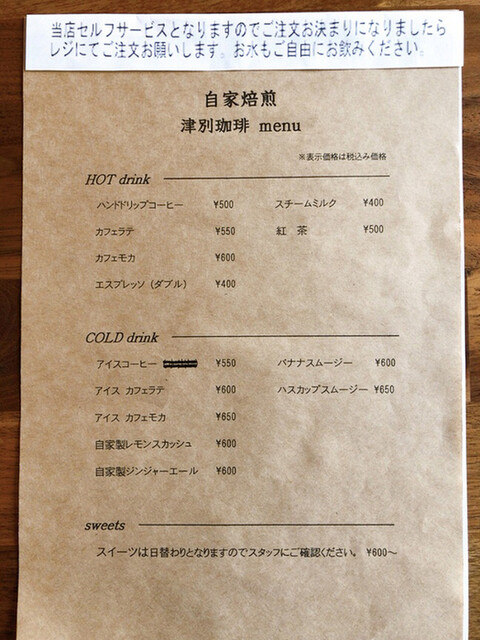 当店セルフサービスとなりますのでご注文お決まりになりましたら
レジにてご注文お願いします。お水もご自由にお飲みください。
自家焙煎
津別珈琲 menu
※表示価格は税込み価格
HOT drink
ハンドドリップコーヒー ¥500 スチームミルク ¥400
カフェラテ ¥550 紅 茶 ¥500
カフェモカ ¥600
エスプレッソ (ダブル) ¥400
COLD drink
アイスコーヒー ¥550 バナナスムージー ¥600
アイス カフェラテ ¥600 ハスカップスムージー ¥650
アイス カフェモカ ¥650
自家製レモンスカッシュ ¥600
自家製ジンジャーエール ¥600
sweets
スイーツは日替わりとなりますのでスタッフにご確認ください。 ¥600～